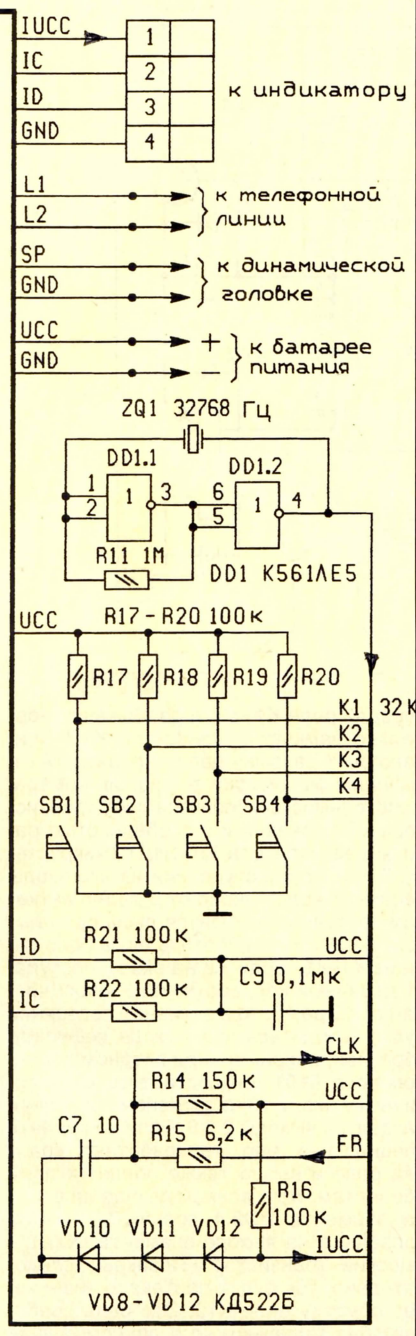 IUCC
1
IC
2
ID
3
к индикатору
GND
4
L1
к телефонной
L2
линии
SP
к динамической
GND
головке
UCC
+
к батарее
GND
−
питания
ZQ1 32768 Гц
DD1.1
DD1.2
1
1
3
6
1
4
2
5
R11 1М
DD1 К561ЛЕ5
UCC
R17-R20 100к
R17
R18
R19
R20
K1
32К
K2
K3
K4
SB1
SB2
SB3
SB4
ID
R21 100к
UCC
IC
R22 100к
C9 0,1мк
CLK
R14 150к
UCC
C7 10
R15 6,2к
FR
R16
100к
VD10
VD11
VD12
IUCC
VD8-VD12 КД522Б